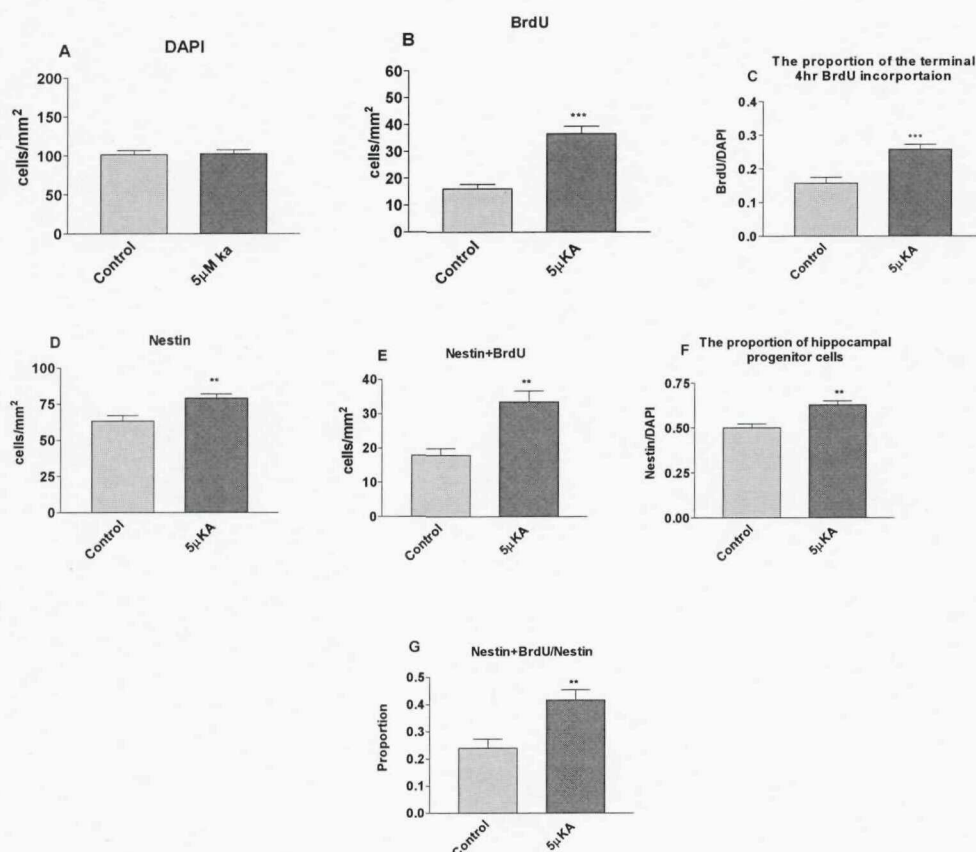 A
DAPI
cells/mm²
200
150
100
50
0
Control
5µM ka
B
BrdU
cells/mm²
60
50
40
30
20
10
0
***
Control
5µKA
C
The proportion of the terminal
4hr BrdU incorportaion
BrdU/DAPI
0.4
0.3
0.2
0.1
0.0
***
Control
5µKA
D
Nestin
cells/mm²
100
75
50
25
0
**
Control
5µKA
E
Nestin+BrdU
cells/mm²
40
30
20
10
0
**
Control
5µKA
F
The proportion of hippocampal
progenitor cells
Nestin/DAPI
0.75
0.50
0.25
0.00
**
Control
5µKA
G
Nestin+BrdU/Nestin
Proportion
0.5
0.4
0.3
0.2
0.1
0.0
**
Control
5µKA